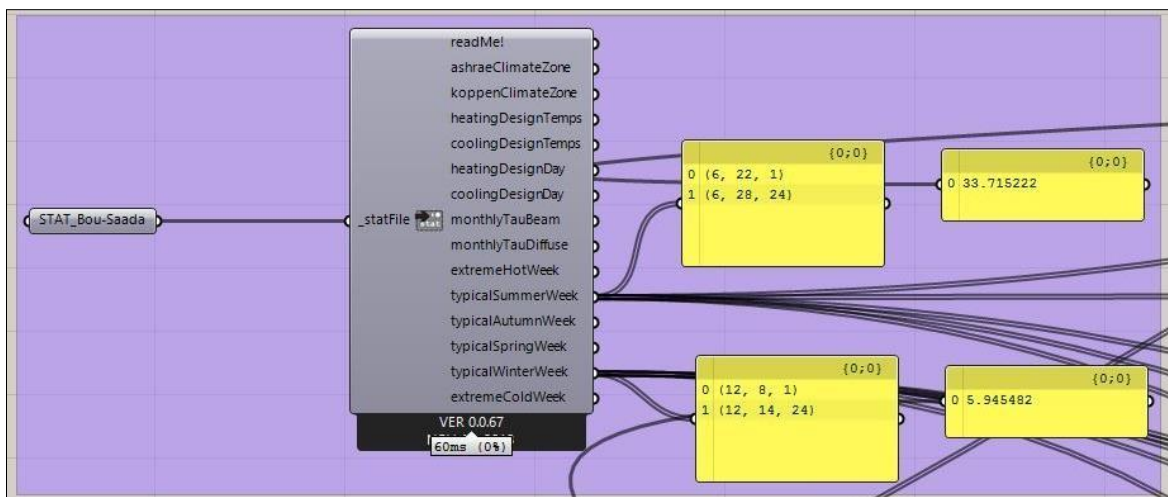 STAT_Bou-Saada
_statFile
readMe!
ashraeClimateZone
koppenClimateZone
heatingDesignTemps
coolingDesignTemps
heatingDesignDay
coolingDesignDay
monthlyTauBeam
monthlyTauDiffuse
extremeHotWeek
typicalSummerWeek
typicalAutumnWeek
typicalSpringWeek
typicalWinterWeek
extremeColdWeek
VER 0.0.67
60ms (0%)
{0;0}
0 (6, 22, 1)
1 (6, 28, 24)
{0;0}
0 33.715222
{0;0}
0 (12, 8, 1)
1 (12, 14, 24)
{0;0}
0 5.945482